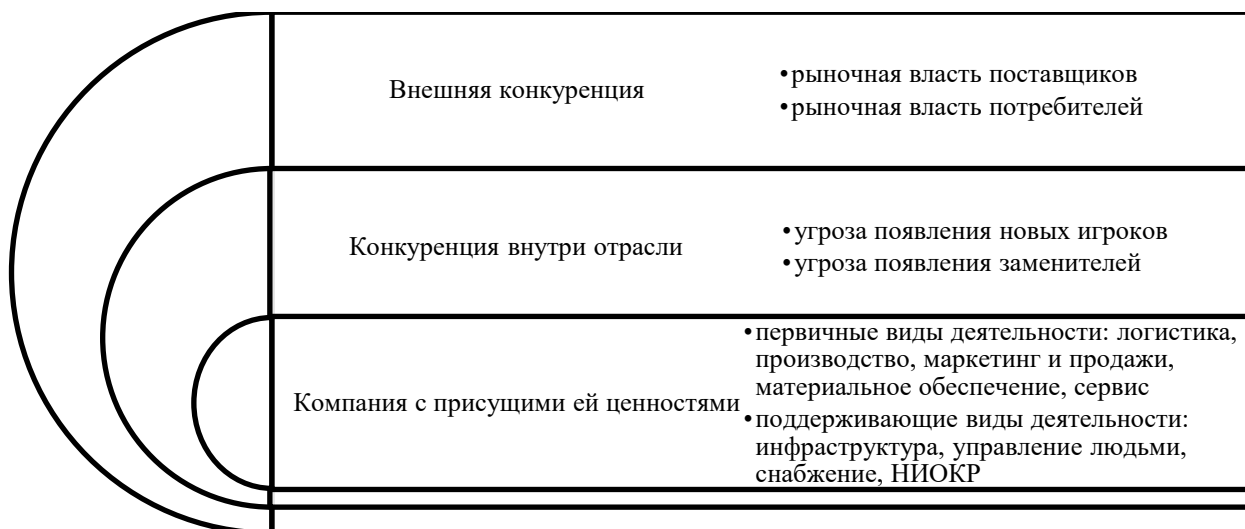 Внешняя конкуренция
•рыночная власть поставщиков
•рыночная власть потребителей
Конкуренция внутри отрасли
•угроза появления новых игроков
•угроза появления заменителей
Компания с присущими ей ценностями
•первичные виды деятельности: логистика,
производство, маркетинг и продажи,
материальное обеспечение, сервис
•поддерживающие виды деятельности:
инфраструктура, управление людьми,
снабжение, НИОКР